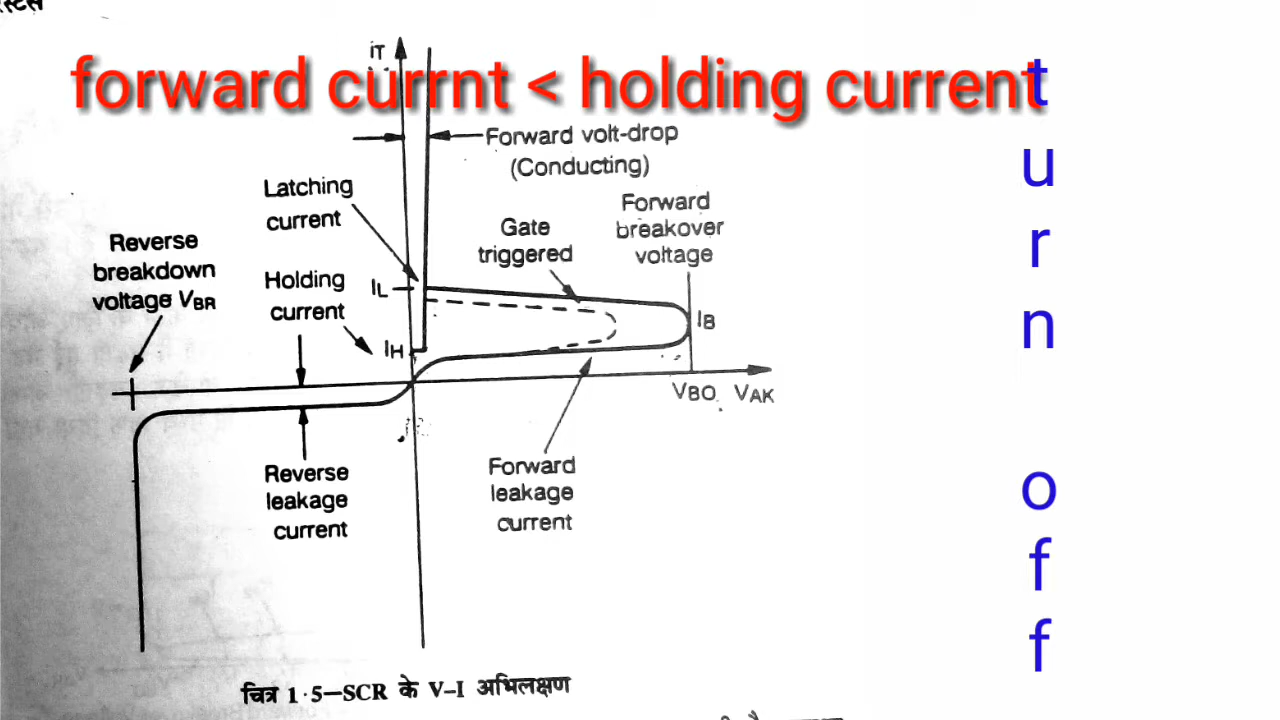 iT
forward currnt < holding current
turn off
Forward volt-drop
(Conducting)
Latching
current
Forward
breakover
voltage
Gate
triggered
Reverse
breakdown
voltage VBR
Holding
current
IL
IB
IH
VBO
VAK
Reverse
leakage
current
Forward
leakage
current
चित्र 1·5–SCR के V–I अभिलक्षण